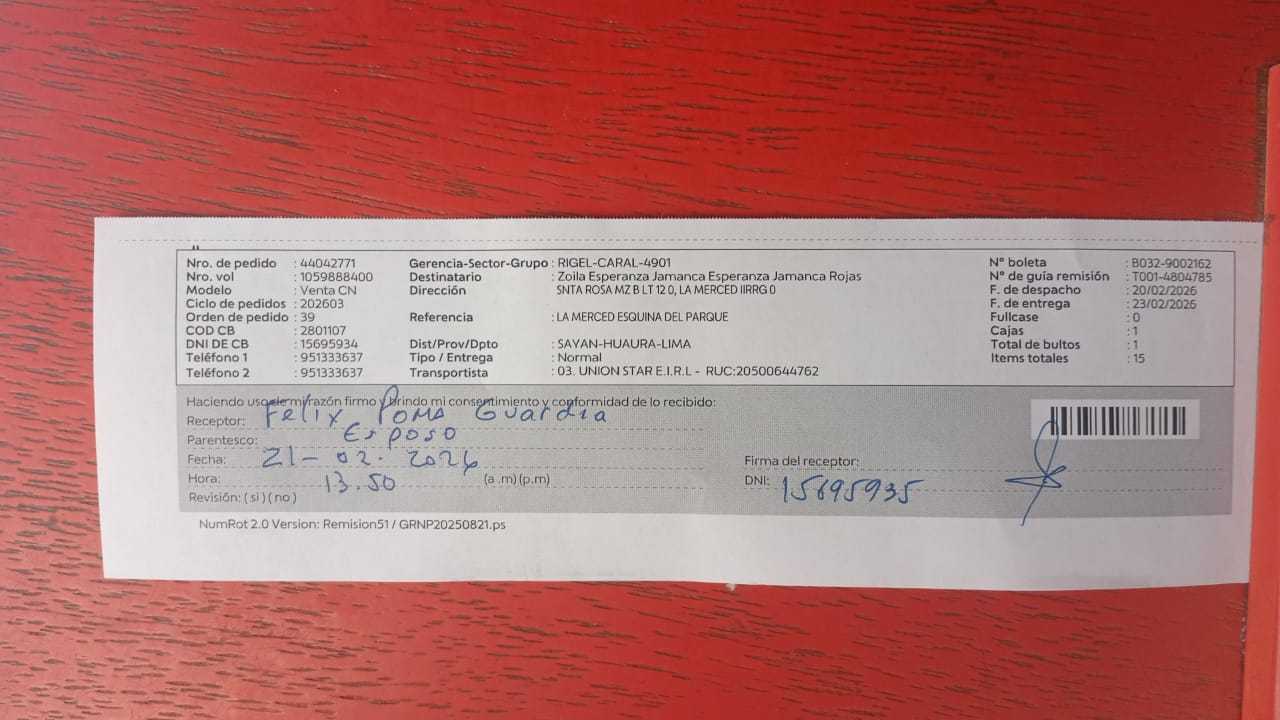 Nro. de pedido : 44042771 Gerencia-Sector-Grupo : RIGEL-CARAL-4901 N° boleta : B032-9002162
Nro. vol : 1059888400 Destinatario : Zoila Esperanza Jamanca Esperanza Jamanca Rojas N° de guía remisión : T001-4804785
Modelo : Venta CN Dirección SNTA ROSA MZ B LT 12 0, LA MERCED IIRRG 0 F. de despacho : 20/02/2026
Ciclo de pedidos : 202603 F. de entrega : 23/02/2026
Orden de pedido : 39 Referencia : LA MERCED ESQUINA DEL PARQUE Fullcase : 0
COD CB : 2801107 Cajas : 1
DNI DE CB : 15695934 Dist/Prov/Dpto : SAYAN-HUAURA-LIMA Total de bultos : 1
Teléfono 1 : 951333637 Tipo / Entrega : Normal Items totales : 15
Teléfono 2 : 951333637 Transportista : 03. UNION STAR E.I.R.L - RUC:20500644762
Haciendo uso de mi razón firmo y brindo mi consentimiento y conformidad de lo recibido:
Receptor: Felix Poma Guardia
Parentesco: Esposo
Fecha: 21-02-2026 Firma del receptor:
Hora: 13.50 (a .m) (p.m) DNI: 15695935
Revisión: ( si ) ( no )
NumRot 2.0 Version: Remision51 / GRNP20250821.ps